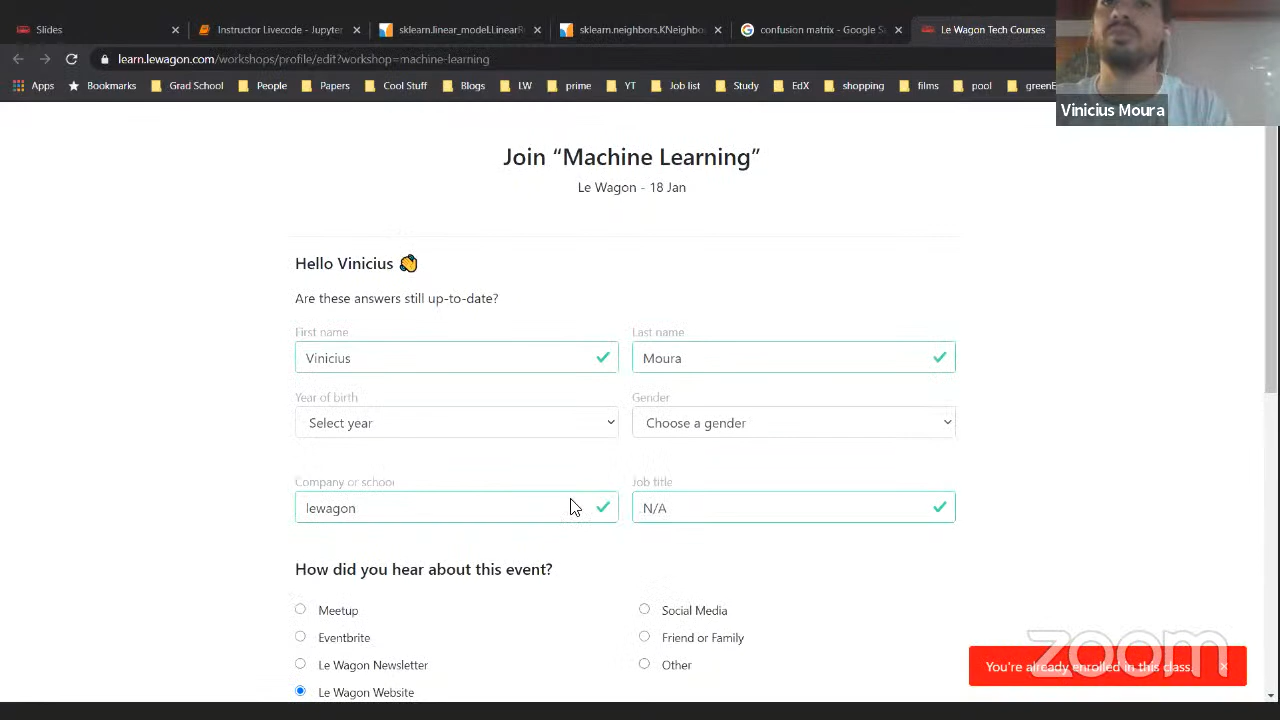 Slides
Instructor Livecode - Jupyter
sklearn.linear_model.LinearR
sklearn.neighbors.KNeighbo
confusion matrix - Google S
Le Wagon Tech Courses
learn.lewagon.com/workshops/profile/edit?workshop=machine-learning
Apps Bookmarks Grad School People Papers Cool Stuff Blogs LW prime YT Job list Study EdX shopping films pool greenE
Vinicius Moura
Join “Machine Learning”
Le Wagon - 18 Jan
Hello Vinicius 👏
Are these answers still up-to-date?
First name Last name
Vinicius Moura
Year of birth Gender
Select year Choose a gender
Company or school Job title
lewagon N/A
How did you hear about this event?
Meetup Social Media
Eventbrite Friend or Family
Le Wagon Newsletter Other
Le Wagon Website
zoom
You're already enrolled in this class.